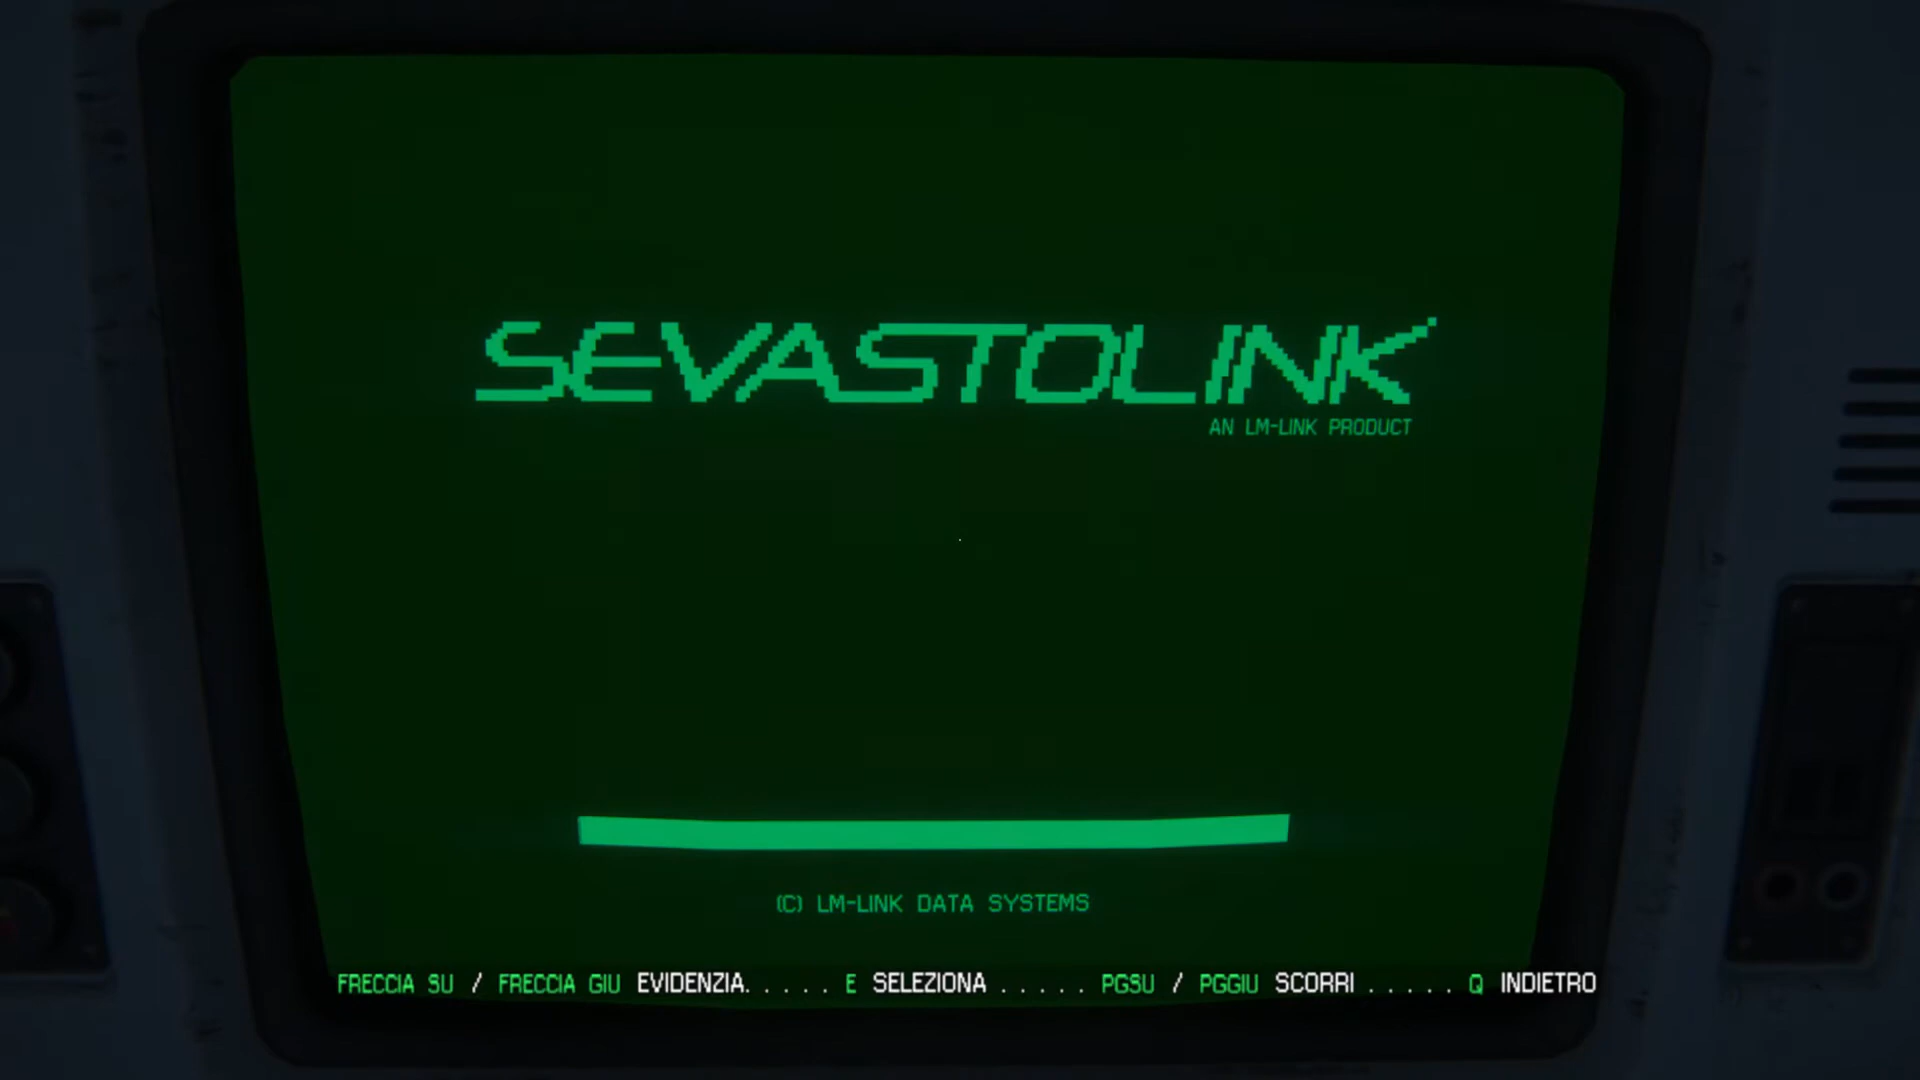 SEVASTOLINK
AN LM-LINK PRODUCT
(C) LM-LINK DATA SYSTEMS
FRECCIA SU / FRECCIA GIU EVIDENZIA. . . . . E SELEZIONA . . . . . PGSU / PGGIU SCORRI . . . . . Q INDIETRO